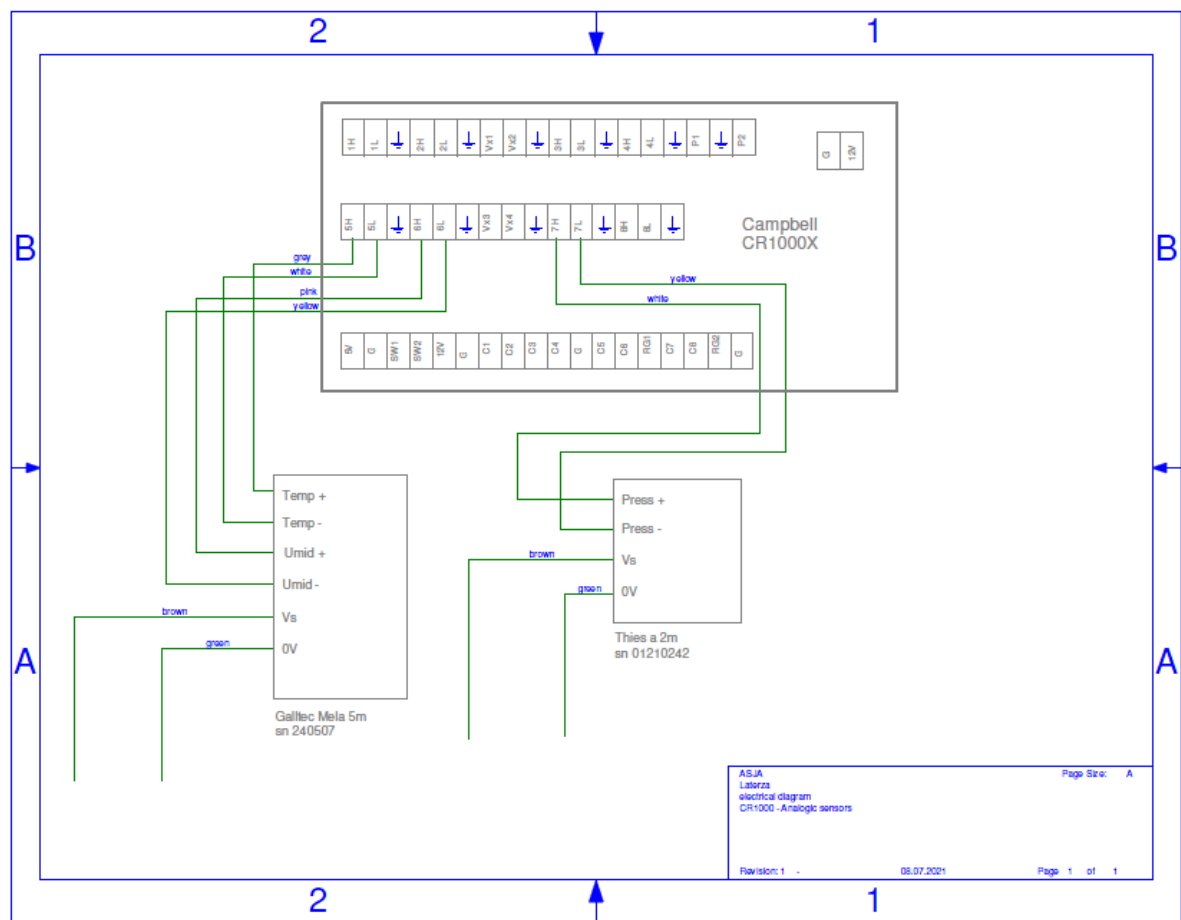 2 1
1H 1L 2H 2L Vx1 Vx2 3H 3L 4H 4L P1 P2
G 12V
5H 5L 6H 6L Vx3 Vx4 7H 7L 8H 8L
Campbell
CR1000X
B B
grey
white
pink
yellow
yellow
white
5V G SW1 SW2 12V G C1 C2 C3 C4 G C5 C6 RG1 C7 C8 RG2 G
Temp +
Temp -
Umid +
Umid -
Vs
0V
brown
green
Galltec Mela 5m
sn 240507
Press +
Press -
Vs
0V
brown
green
Thies a 2m
sn 01210242
A A
ASJA Page Size: A
Laterza
electrical diagram
CR1000 - Analogic sensors
Revision: 1 - 08.07.2021 Page 1 of 1
2 1